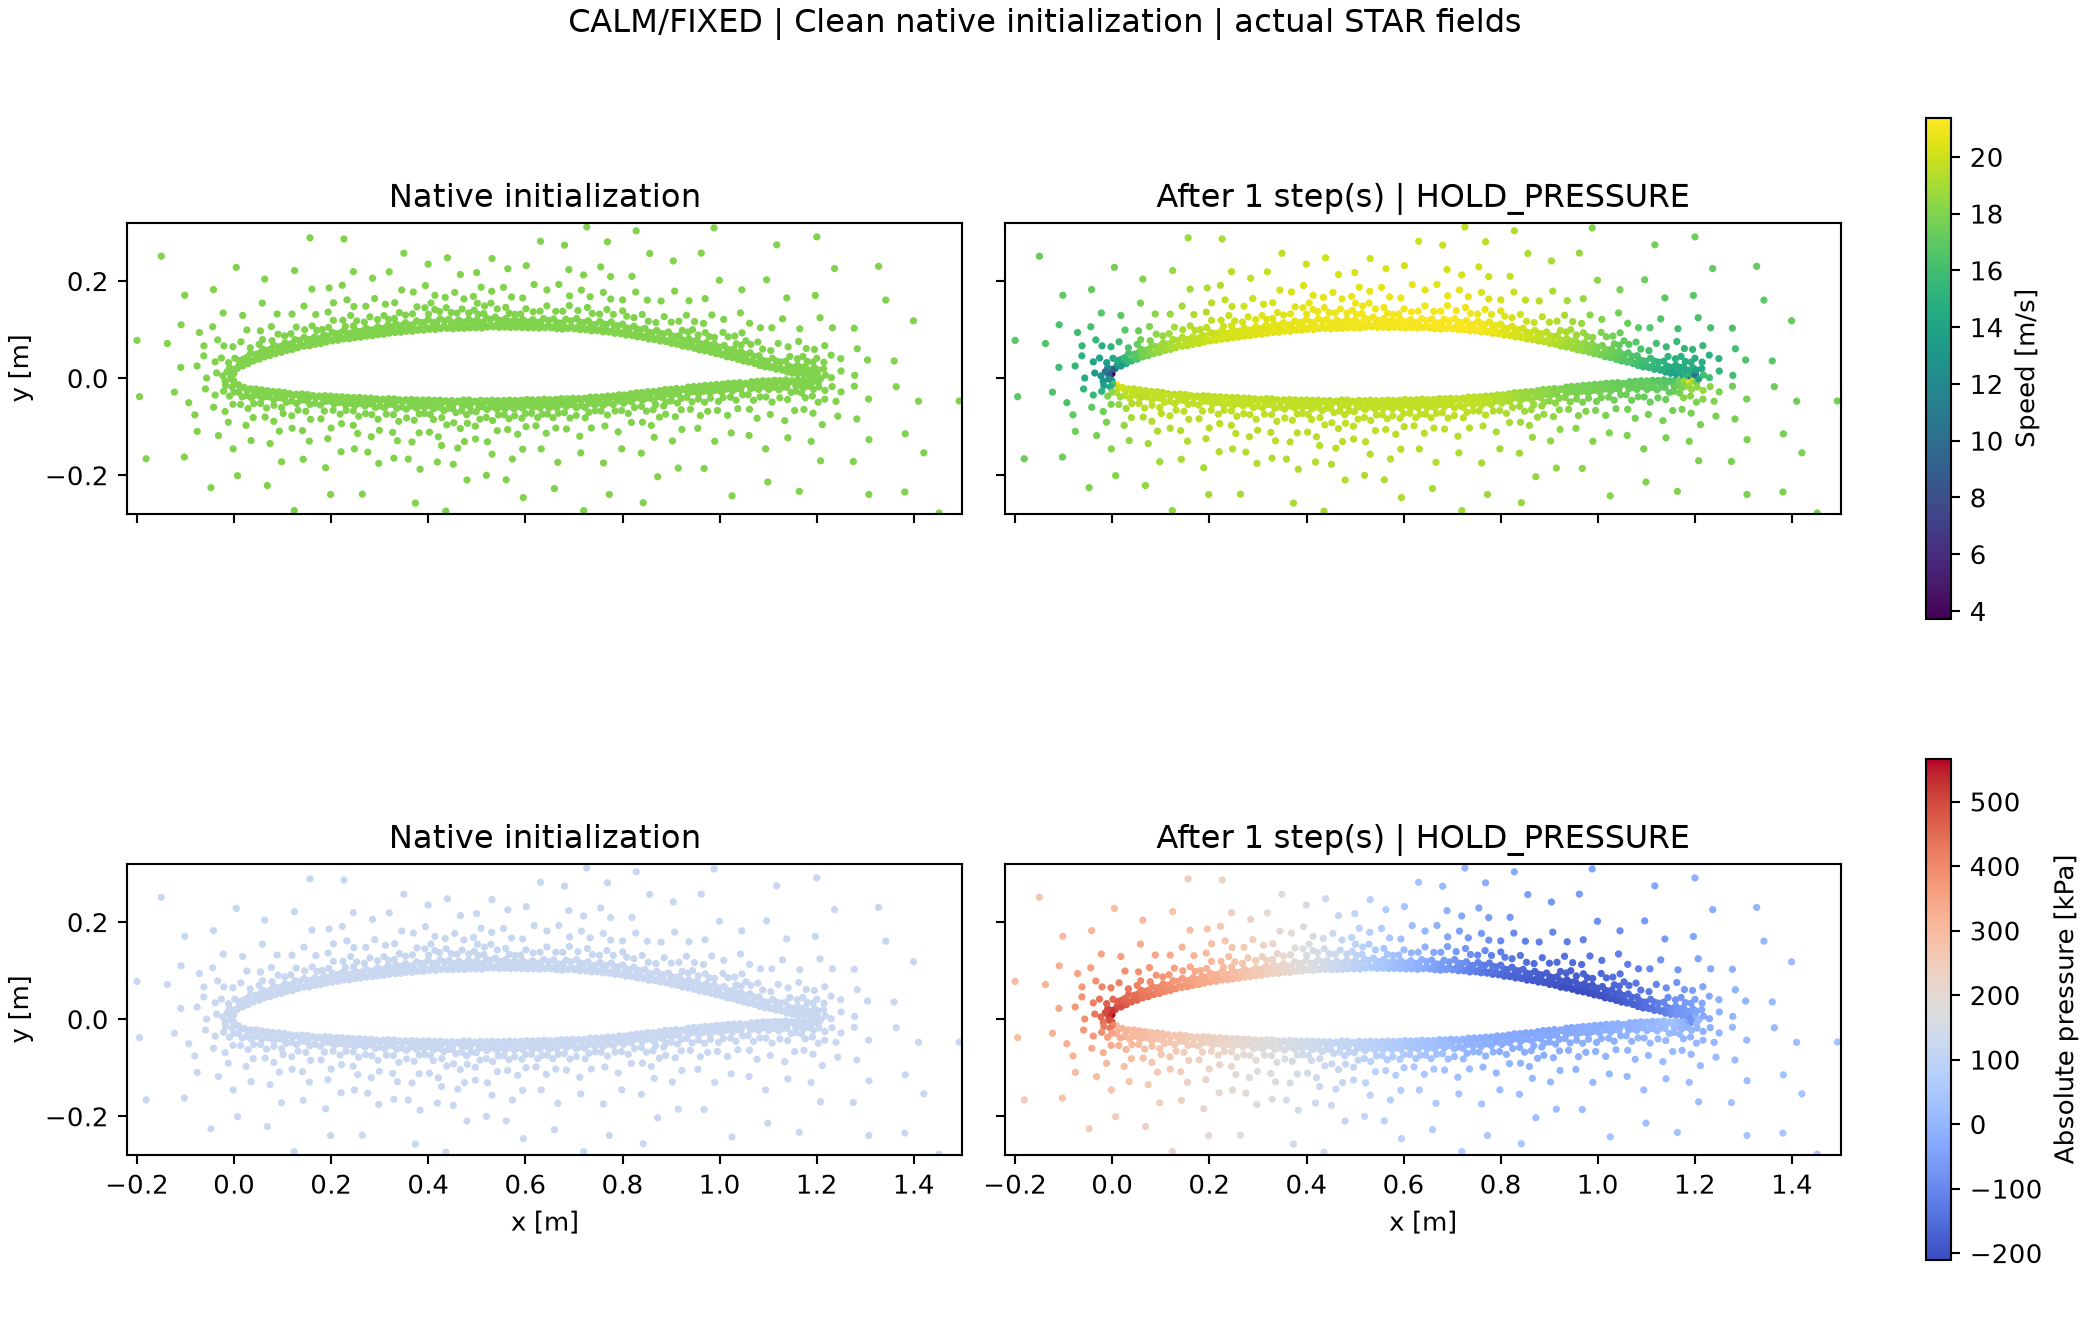 CALM/FIXED | Clean native initialization | actual STAR fields
Native initialization
After 1 step(s) | HOLD_PRESSURE
y [m]
0.2
0.0
−0.2
20
18
16
14
12
10
8
6
4
Speed [m/s]
Native initialization
After 1 step(s) | HOLD_PRESSURE
y [m]
0.2
0.0
−0.2
−0.2 0.0 0.2 0.4 0.6 0.8 1.0 1.2 1.4
x [m]
−0.2 0.0 0.2 0.4 0.6 0.8 1.0 1.2 1.4
x [m]
500
400
300
200
100
0
−100
−200
Absolute pressure [kPa]